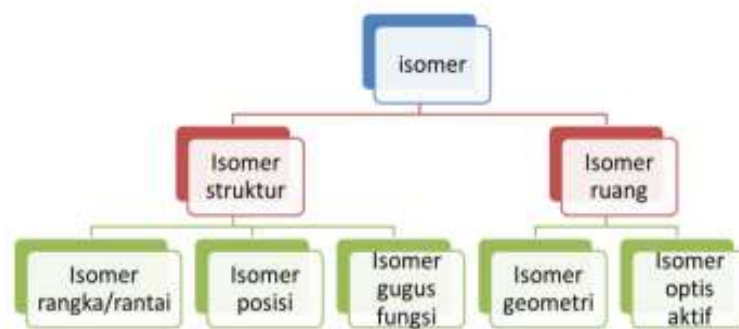 isomer
Isomer
struktur
Isomer
ruang
Isomer
rangka/rantai
Isomer
posisi
Isomer
gugus
fungsi
Isomer
geometri
Isomer
optis
aktif